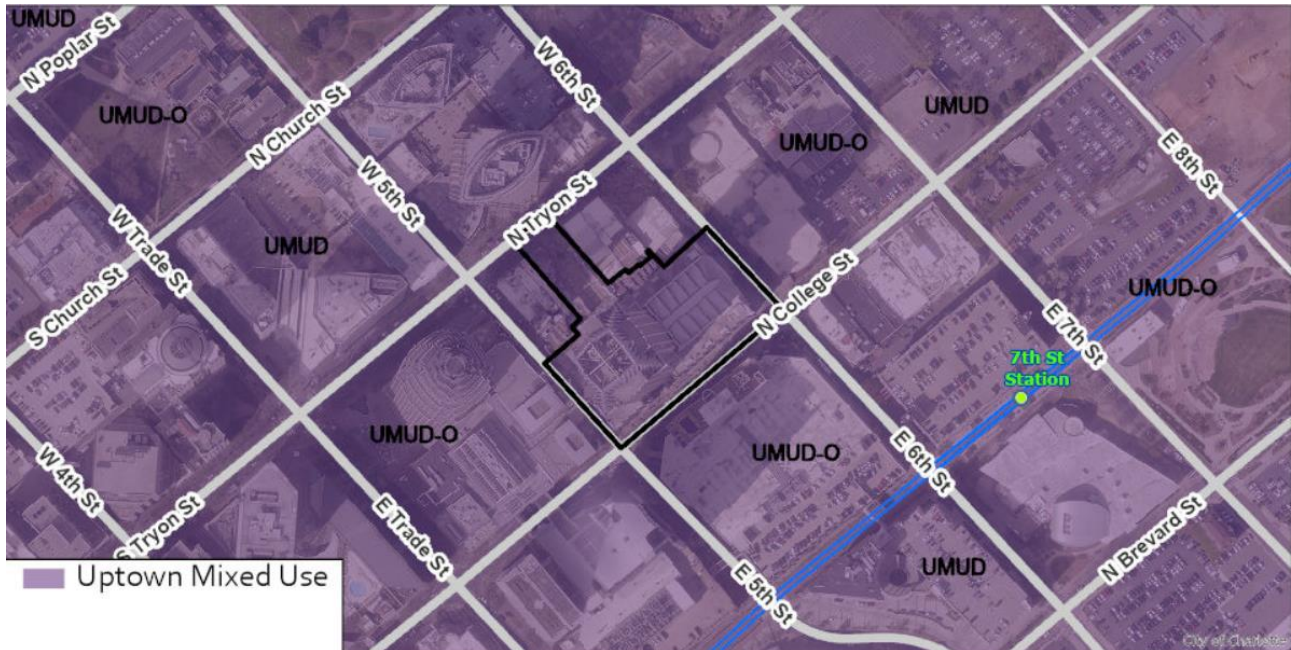 UMUD
N Poplar St
UMUD-O
N Church St
W 6th St
UMUD-O
UMUD
E 8th St
W 5th St
W Trade St
UMUD
N Tryon St
S Church St
N College St
UMUD-O
E 7th St
7th St
Station
UMUD-O
UMUD-O
W 4th St
S Tryon St
E Trade St
E 6th St
N Brevard St
E 5th St
UMUD
Uptown Mixed Use
City of Charlotte